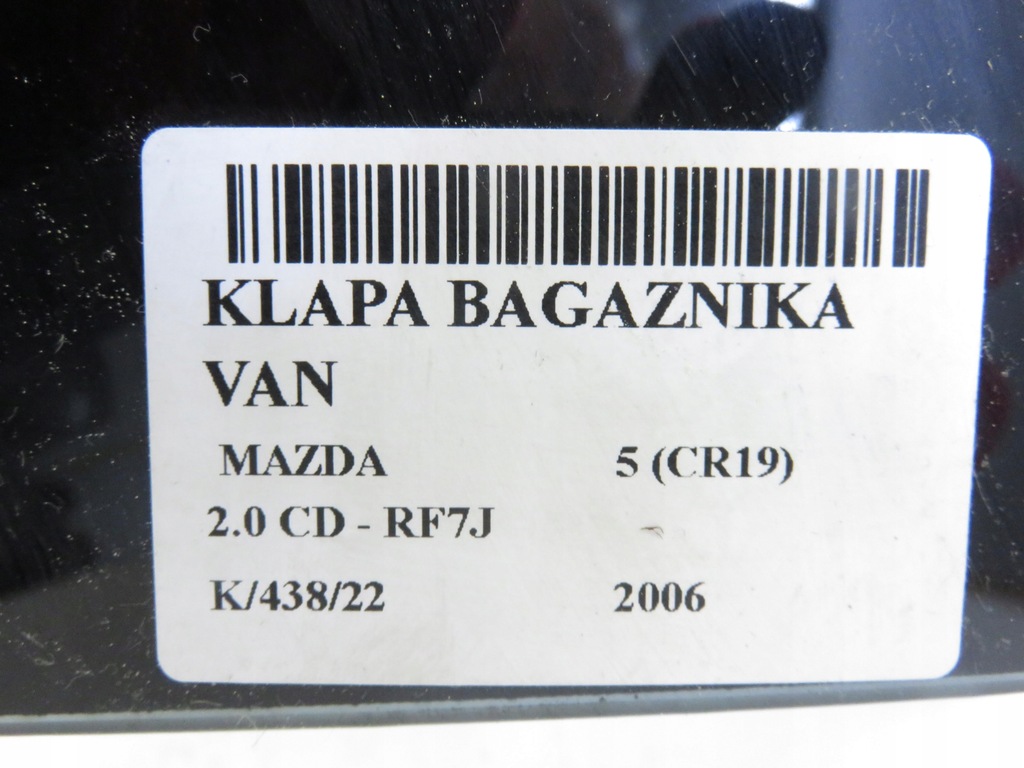 KLAPA BAGAZNIKA
VAN
MAZDA 5 (CR19)
2.0 CD - RF7J -
K/438/22 2006